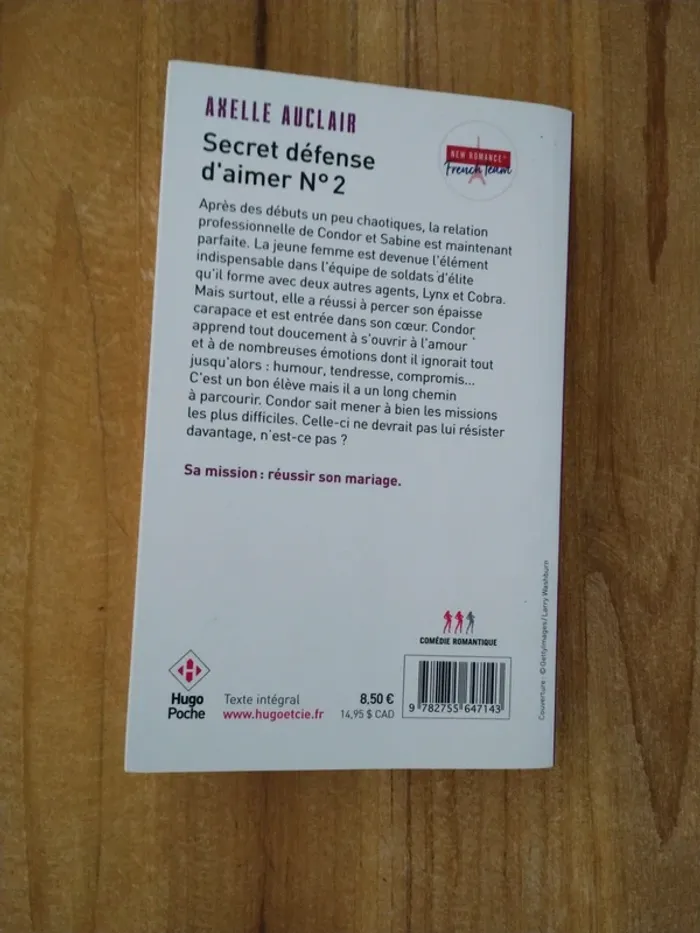 AXELLE AUCLAIR
Secret défense
d'aimer N° 2
NEW ROMANCE®
French Team
Après des débuts un peu chaotiques, la relation
professionnelle de Condor et Sabine est maintenant
parfaite. La jeune femme est devenue l'élément
indispensable dans l'équipe de soldats d'élite
qu'il forme avec deux autres agents, Lynx et Cobra.
Mais surtout, elle a réussi à percer son épaisse
carapace et est entrée dans son cœur. Condor
apprend tout doucement à s'ouvrir à l'amour
et à de nombreuses émotions dont il ignorait tout
jusqu'alors : humour, tendresse, compromis...
C'est un bon élève mais il a un long chemin
à parcourir. Condor sait mener à bien les missions
les plus difficiles. Celle-ci ne devrait pas lui résister
davantage, n'est-ce pas ?
Sa mission : réussir son mariage.
COMÉDIE ROMANTIQUE
Hugo
Poche
Texte intégral
www.hugoetcie.fr
8,50 €
14,95 $ CAD
9 782755 647143
Couverture : © GettyImages / Larry Washburn